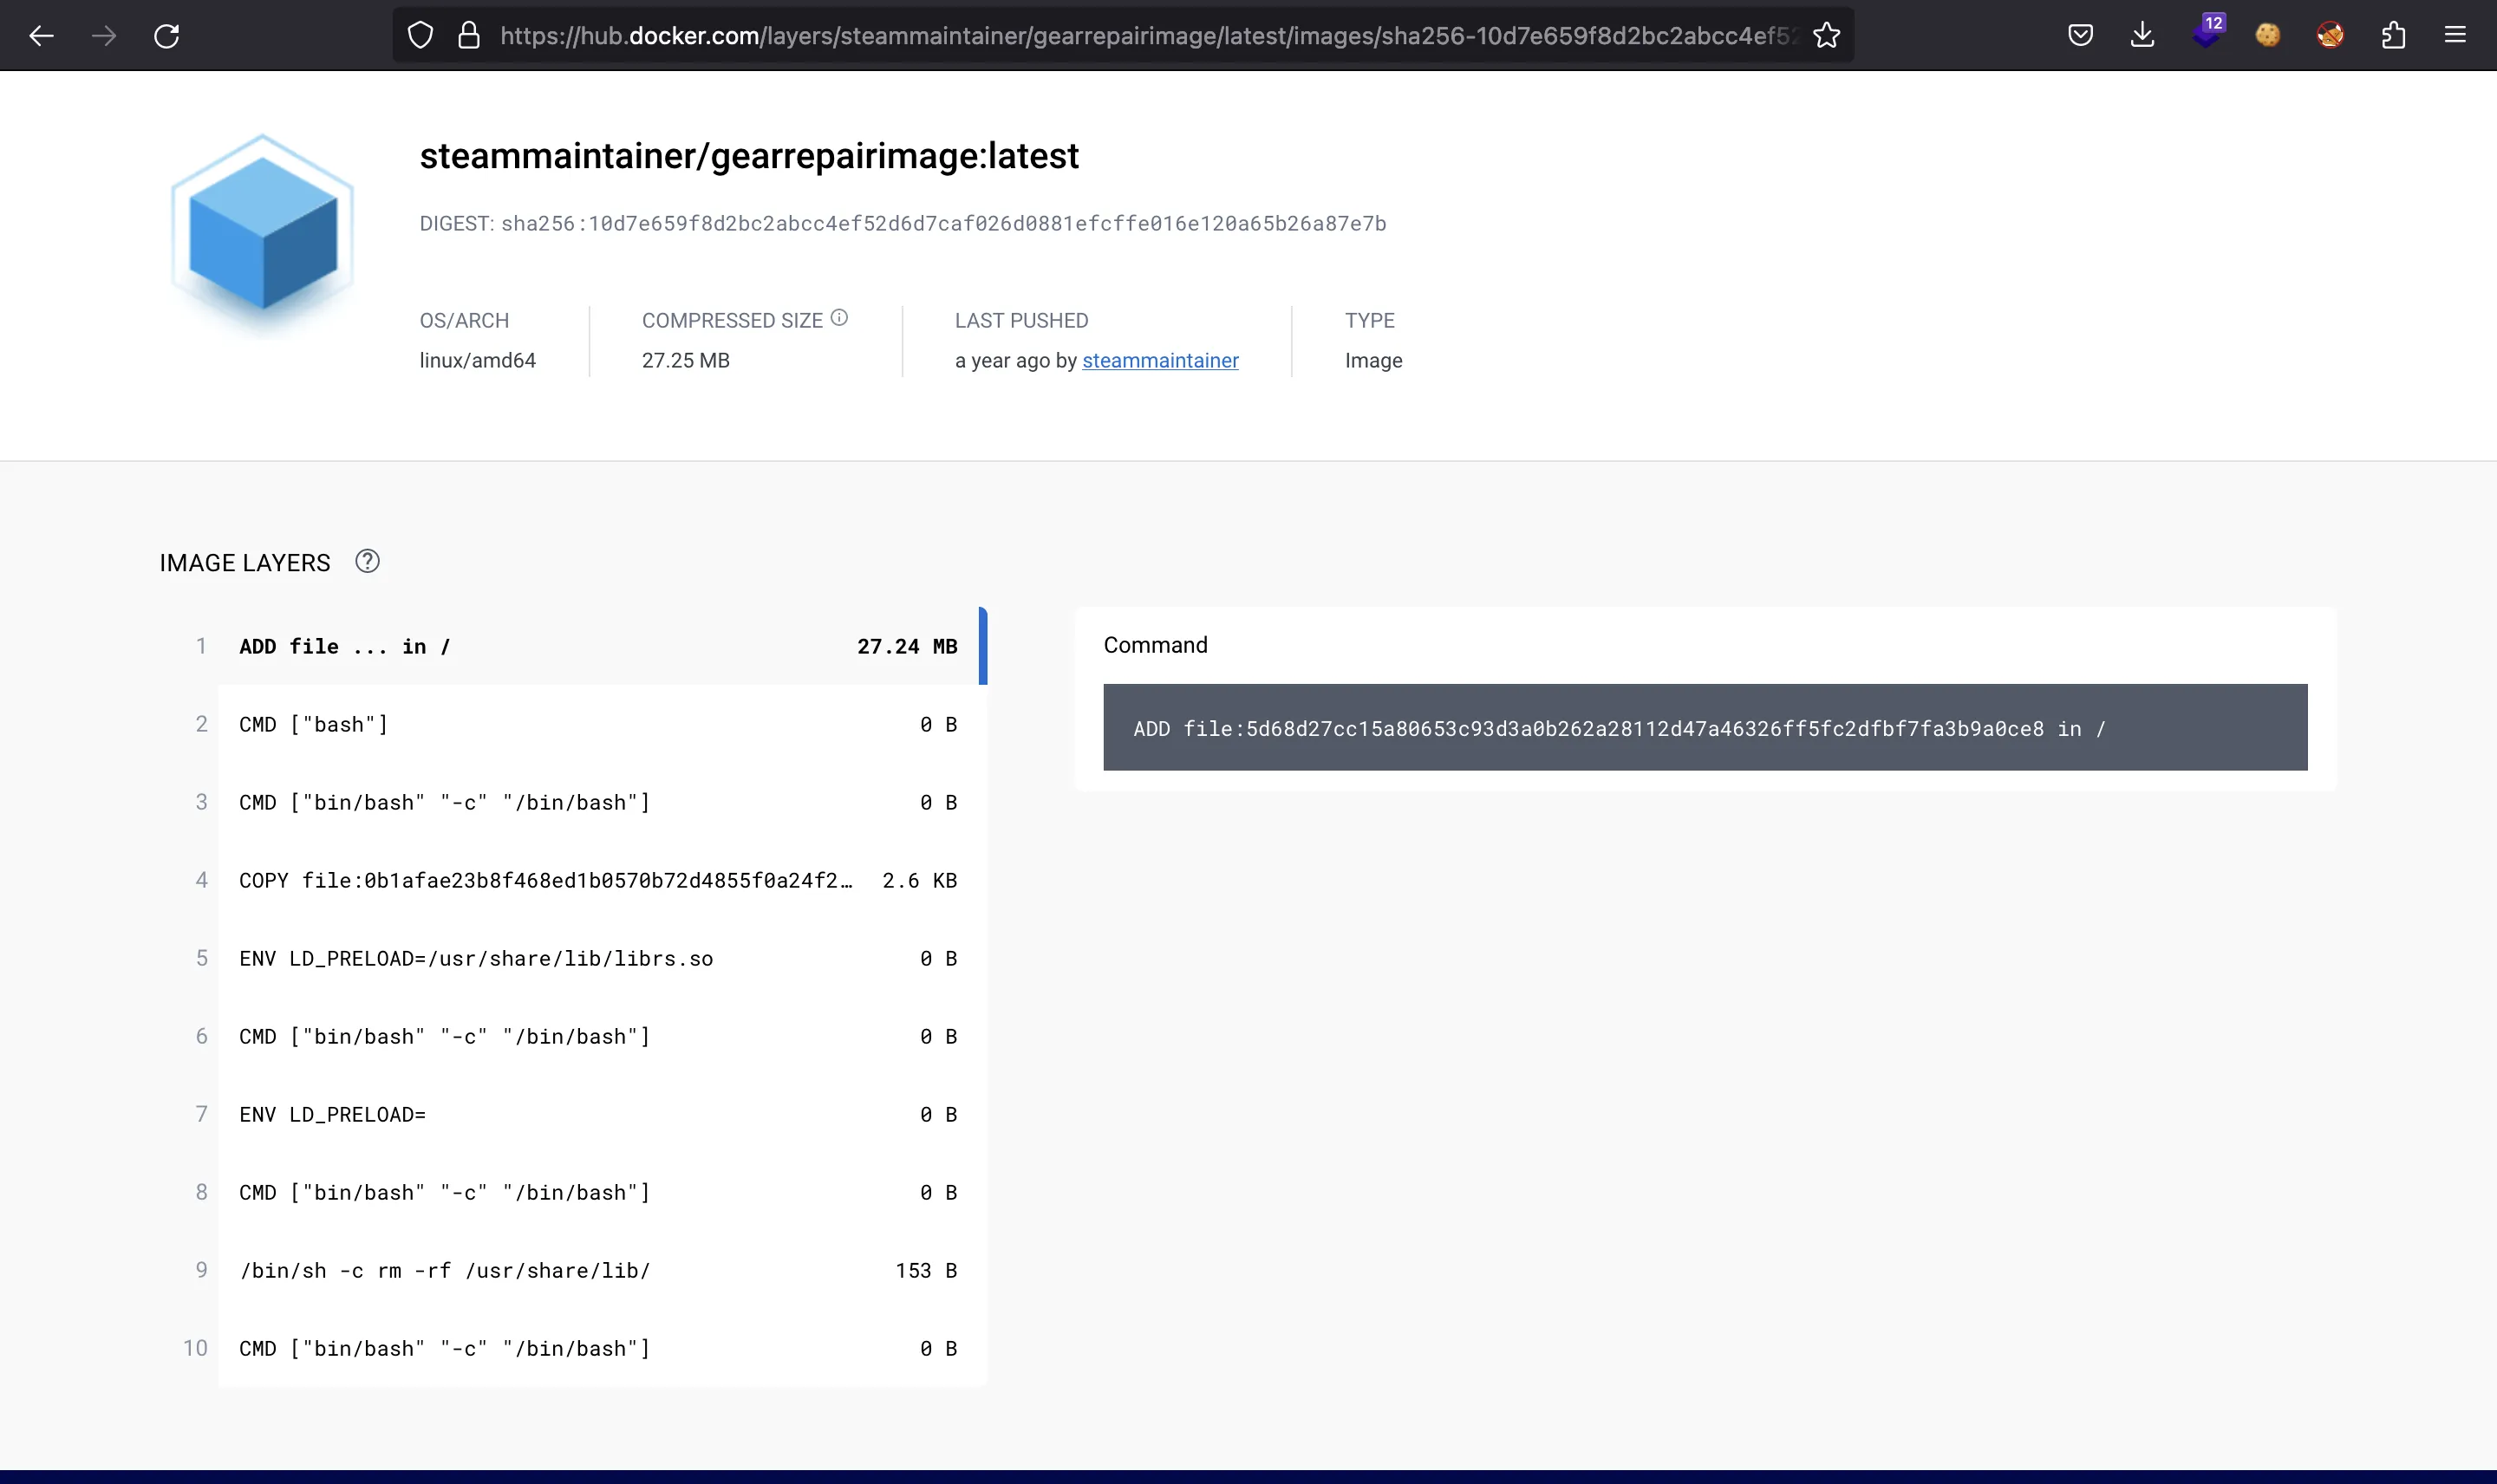 https://hub.docker.com/layers/steammaintainer/gearrepairimage/latest/images/sha256-10d7e659f8d2bc2abcc4ef52
12
steammaintainer/gearrepairimage:latest
DIGEST: sha256:10d7e659f8d2bc2abcc4ef52d6d7caf026d0881efcffe016e120a65b26a87e7b
OS/ARCH
linux/amd64
COMPRESSED SIZE
27.25 MB
LAST PUSHED
a year ago by steammaintainer
TYPE
Image
IMAGE LAYERS
1 ADD file ... in / 27.24 MB
2 CMD ["bash"] 0 B
3 CMD ["bin/bash" "-c" "/bin/bash"] 0 B
4 COPY file:0b1afae23b8f468ed1b0570b72d4855f0a24f2… 2.6 KB
5 ENV LD_PRELOAD=/usr/share/lib/librs.so 0 B
6 CMD ["bin/bash" "-c" "/bin/bash"] 0 B
7 ENV LD_PRELOAD= 0 B
8 CMD ["bin/bash" "-c" "/bin/bash"] 0 B
9 /bin/sh -c rm -rf /usr/share/lib/ 153 B
10 CMD ["bin/bash" "-c" "/bin/bash"] 0 B
Command
ADD file:5d68d27cc15a80653c93d3a0b262a28112d47a46326ff5fc2dfbf7fa3b9a0ce8 in /